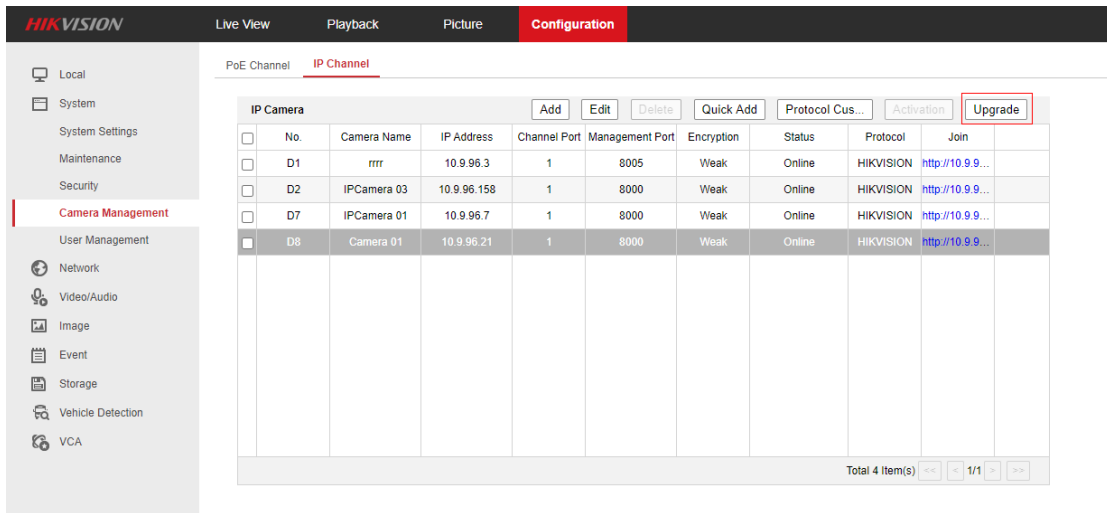 HIKVISION Live View Playback Picture Configuration
PoE Channel IP Channel
Local
System
System Settings
Maintenance
Security
Camera Management
User Management
Network
Video/Audio
Image
Event
Storage
Vehicle Detection
VCA
IP Camera Add Edit Delete Quick Add Protocol Cus... Activation Upgrade
No. Camera Name IP Address Channel Port Management Port Encryption Status Protocol Join
D1 rrrr 10.9.96.3 1 8005 Weak Online HIKVISION http://10.9.9...
D2 IPCamera 03 10.9.96.158 1 8000 Weak Online HIKVISION http://10.9.9...
D7 IPCamera 01 10.9.96.7 1 8000 Weak Online HIKVISION http://10.9.9...
D8 Camera 01 10.9.96.21 1 8000 Weak Online HIKVISION http://10.9.9...
Total 4 Item(s) << < 1/1 > >>